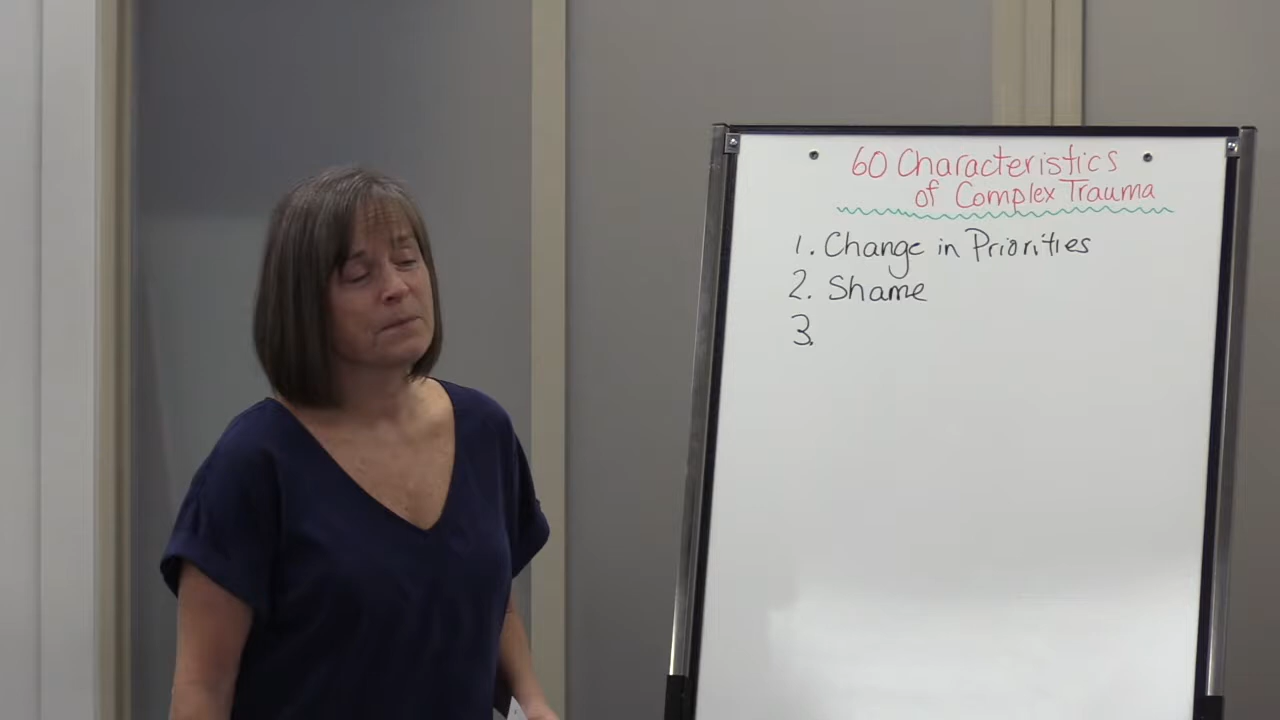 60 Characteristics
of Complex Trauma
1. Change in Priorities
2. Shame
3.